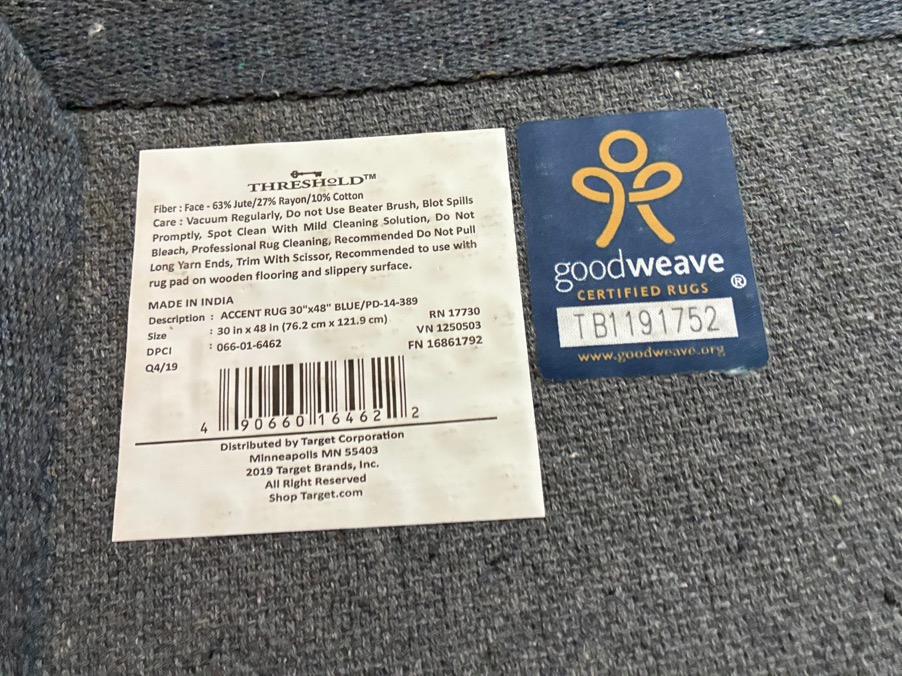 THRESHOLD™
Fiber : Face - 63% Jute/27% Rayon/10% Cotton
Care : Vacuum Regularly, Do not Use Beater Brush, Blot Spills
Promptly, Spot Clean With Mild Cleaning Solution, Do Not
Bleach, Professional Rug Cleaning, Recommended Do Not Pull
Long Yarn Ends, Trim With Scissor, Recommended to use with
rug pad on wooden flooring and slippery surface.
MADE IN INDIA
Description : ACCENT RUG 30"x48" BLUE/PD-14-389
Size : 30 in x 48 in (76.2 cm x 121.9 cm)
DPCI : 066-01-6462
Q4/19
RN 17730
VN 1250503
FN 16861792
4 90660 16462 2
Distributed by Target Corporation
Minneapolis MN 55403
2019 Target Brands, Inc.
All Right Reserved
Shop Target.com
goodweave®
CERTIFIED RUGS
TB1191752
www.goodweave.org